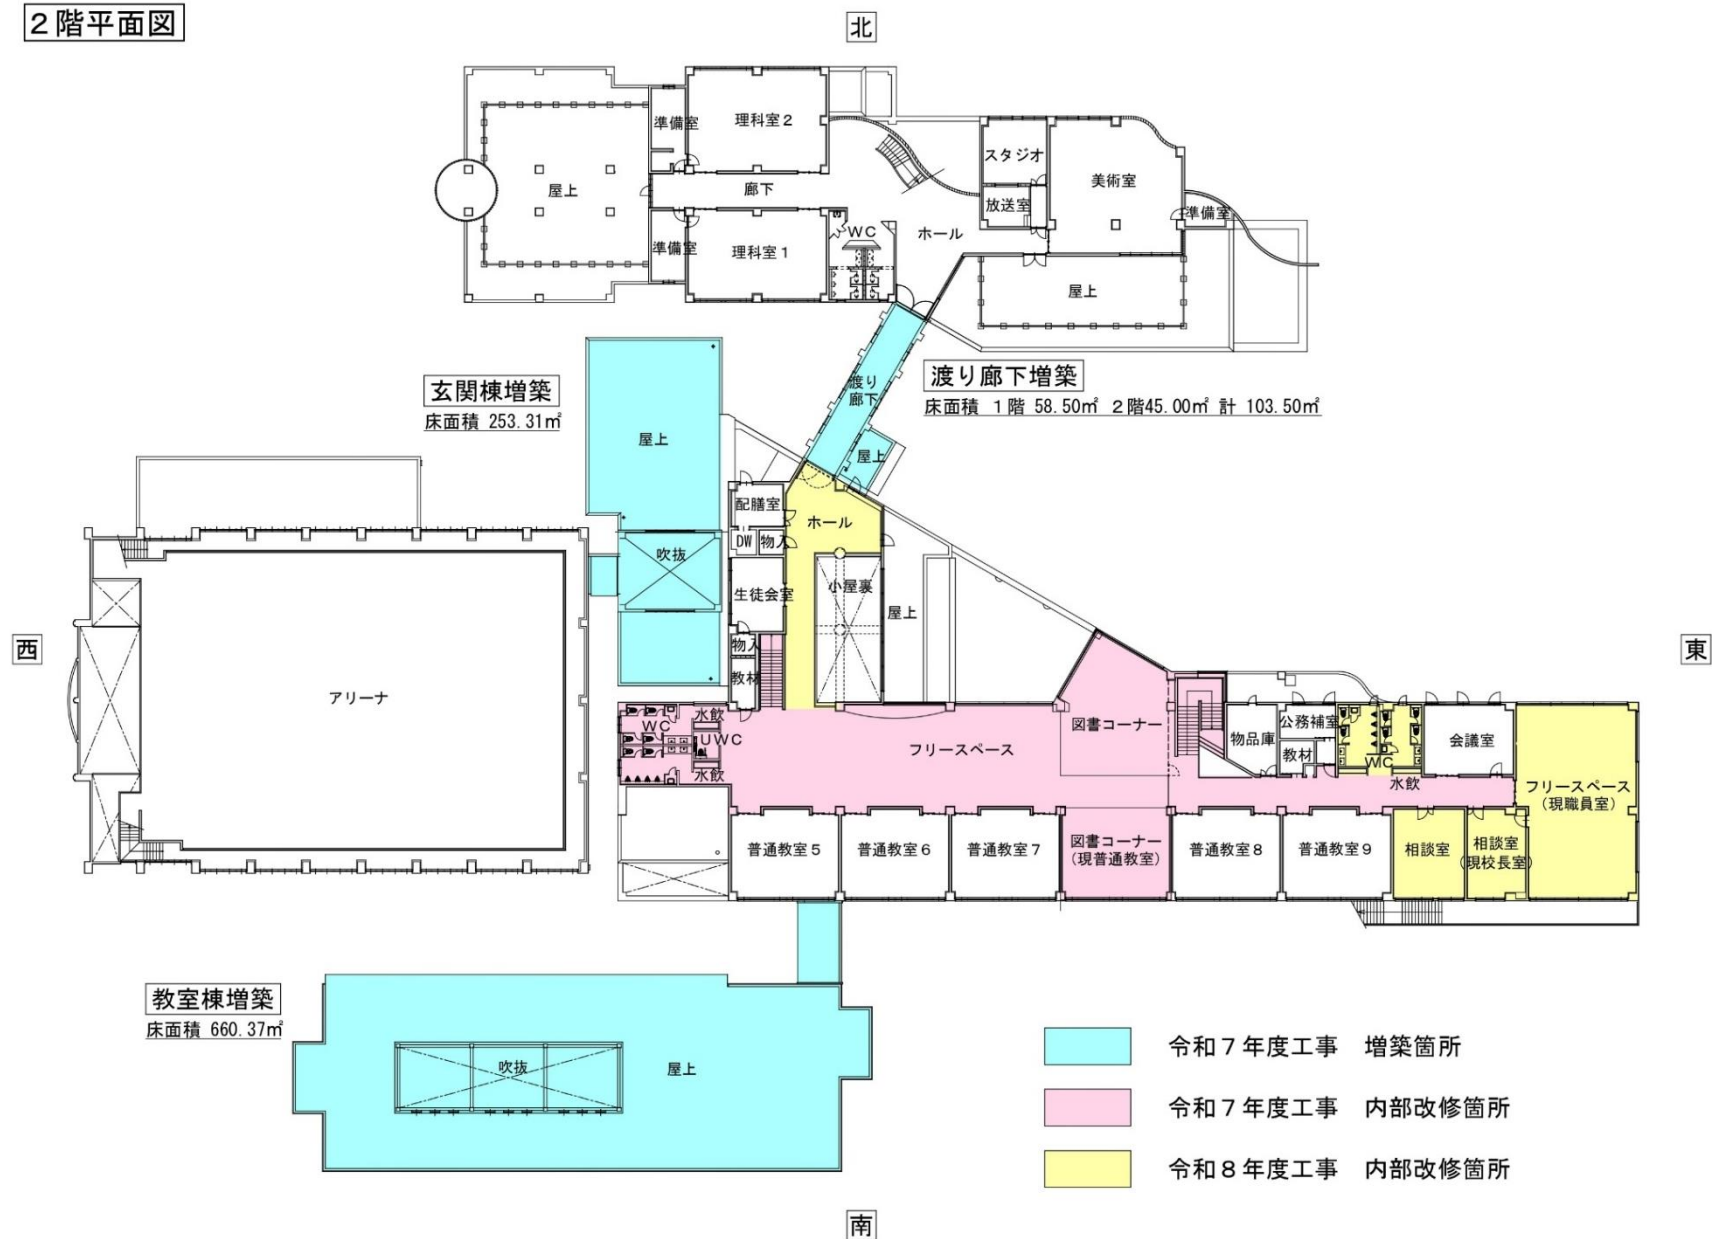 ２階平面図
北
準備室
理科室２
スタジオ
美術室
屋上
廊下
放送室
準備室
準備室
理科室１
ＷＣ
ホール
屋上
玄関棟増築
床面積 253.31㎡
渡り
廊下
渡り廊下増築
床面積 １階 58.50㎡ ２階45.00㎡ 計 103.50㎡
屋上
屋上
配膳室
ホール
DW
物入
吹抜
生徒会室
小屋裏
屋上
西
物入
東
教材
アリーナ
水飲
ＷＣ
ＵＷＣ
水飲
フリースペース
図書コーナー
物品庫
公務補室
教材
ＷＣ
会議室
水飲
フリースペース
（現職員室）
普通教室５
普通教室６
普通教室７
図書コーナー
（現普通教室）
普通教室８
普通教室９
相談室
相談室
（現校長室）
教室棟増築
床面積 660.37㎡
吹抜
屋上
令和７年度工事　増築箇所
令和７年度工事　内部改修箇所
令和８年度工事　内部改修箇所
南